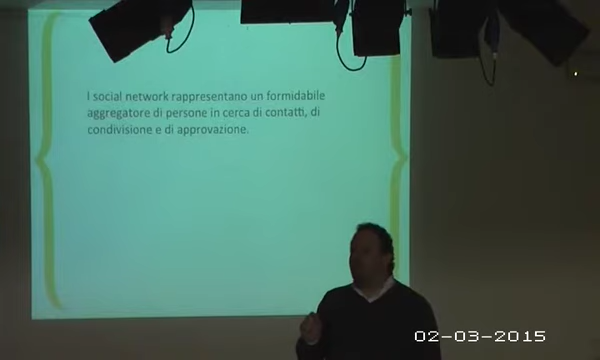 I social network rappresentano un formidabile
aggregatore di persone in cerca di contatti, di
condivisione e di approvazione.
02-03-2015